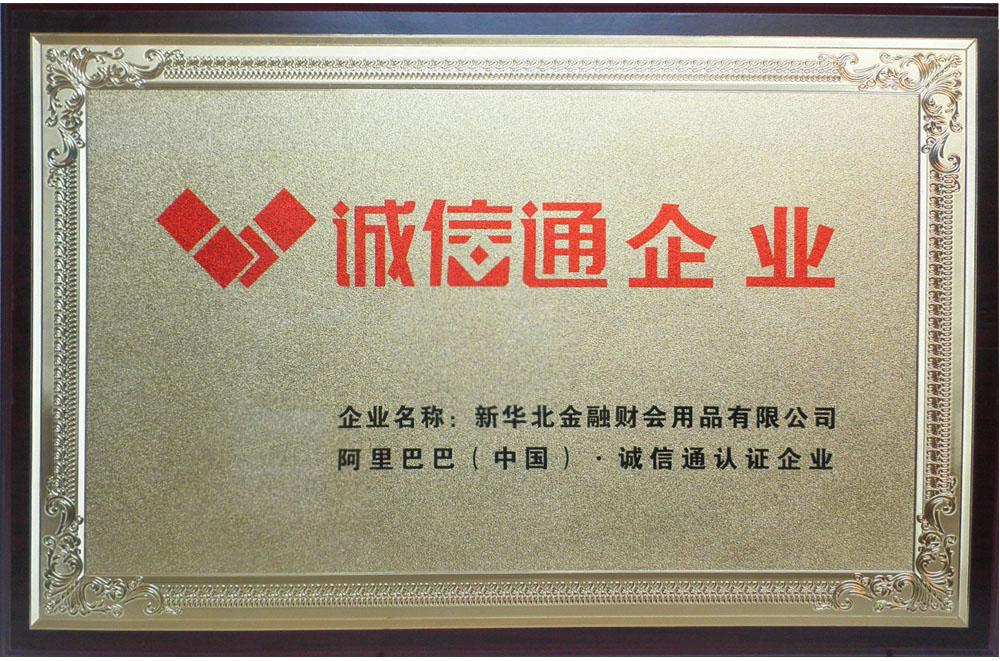 诚信通企业
企业名称：新华北金融财会用品有限公司
阿里巴巴（中国）·诚信通认证企业